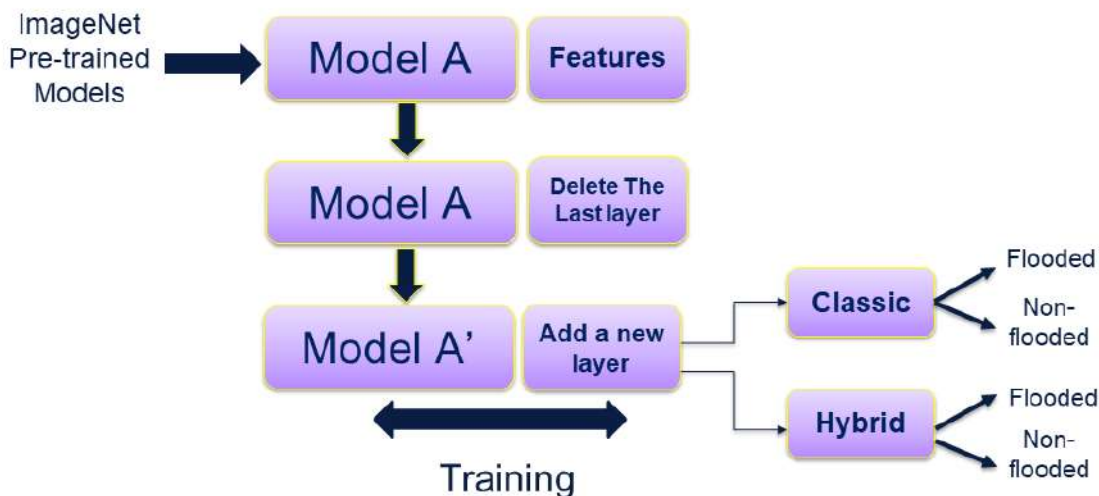 ImageNet
Pre-trained
Models
Model A
Features
Model A
Delete The
Last layer
Model A'
Add a new
layer
Classic
Flooded
Non-
flooded
Hybrid
Flooded
Non-
flooded
Training